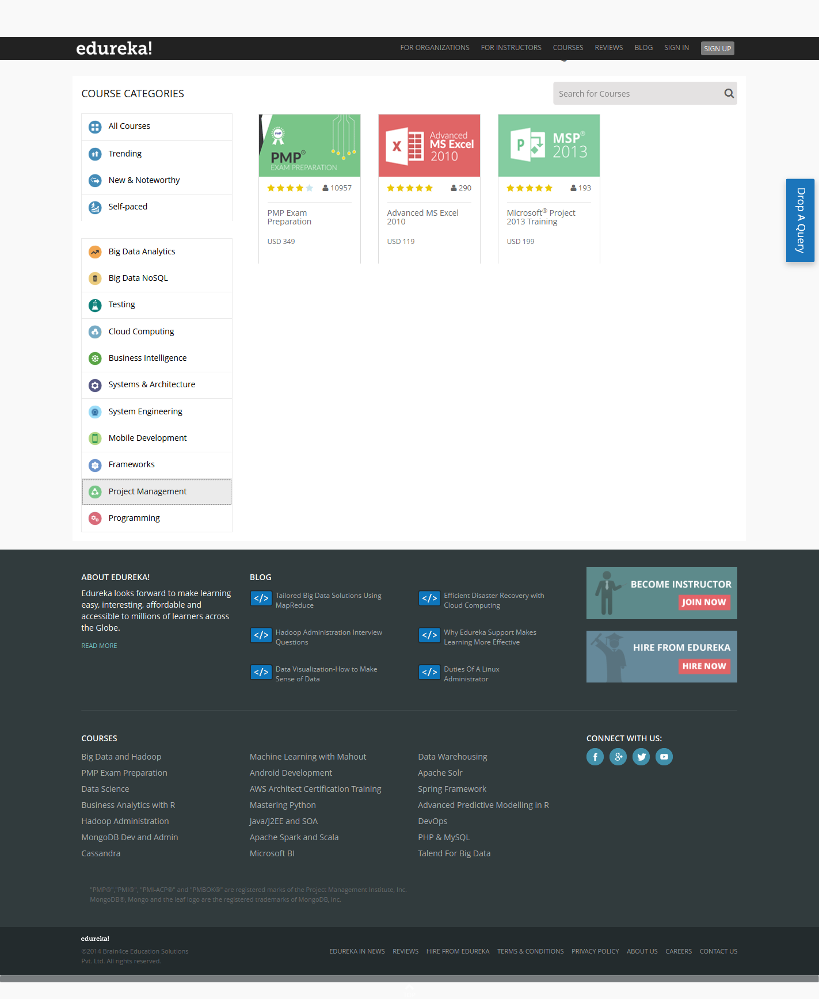 edureka!
FOR ORGANIZATIONS FOR INSTRUCTORS COURSES REVIEWS BLOG SIGN IN SIGN UP
COURSE CATEGORIES
Search for Courses
All Courses
Trending
New & Noteworthy
Self-paced
Big Data Analytics
Big Data NoSQL
Testing
Cloud Computing
Business Intelligence
Systems & Architecture
System Engineering
Mobile Development
Frameworks
Project Management
Programming
PMP
PMP®
EXAM PREPARATION
10957
PMP Exam
Preparation
USD 349
X
Advanced
MS Excel
2010
290
Advanced MS Excel
2010
USD 119
P
MSP®
2013
193
Microsoft® Project
2013 Training
USD 199
Drop A Query
ABOUT EDUREKA!
Edureka looks forward to make learning
easy, interesting, affordable and
accessible to millions of learners across
the Globe.
READ MORE
BLOG
</> Tailored Big Data Solutions Using
MapReduce
</> Efficient Disaster Recovery with
Cloud Computing
</> Hadoop Administration Interview
Questions
</> Why Edureka Support Makes
Learning More Effective
</> Data Visualization-How to Make
Sense of Data
</> Duties Of A Linux
Administrator
BECOME INSTRUCTOR
JOIN NOW
HIRE FROM EDUREKA
HIRE NOW
COURSES
Big Data and Hadoop
PMP Exam Preparation
Data Science
Business Analytics with R
Hadoop Administration
MongoDB Dev and Admin
Cassandra
Machine Learning with Mahout
Android Development
AWS Architect Certification Training
Mastering Python
Java/J2EE and SOA
Apache Spark and Scala
Microsoft BI
Data Warehousing
Apache Solr
Spring Framework
Advanced Predictive Modelling in R
DevOps
PHP & MySQL
Talend For Big Data
CONNECT WITH US:
"PMP®","PMI®", "PMI-ACP®" and "PMBOK®" are registered marks of the Project Management Institute, Inc.
MongoDB®, Mongo and the leaf logo are the registered trademarks of MongoDB, Inc.
edureka!
©2014 Brain4ce Education Solutions
Pvt. Ltd. All rights reserved.
EDUREKA IN NEWS REVIEWS HIRE FROM EDUREKA TERMS & CONDITIONS PRIVACY POLICY ABOUT US CAREERS CONTACT US